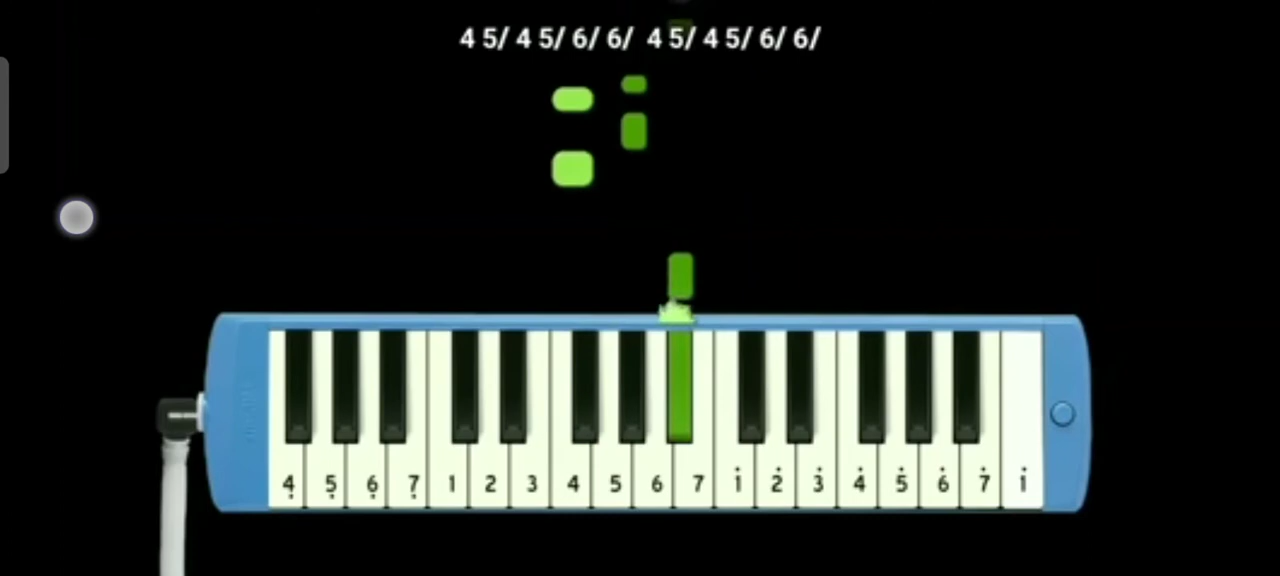 4 5/ 4 5/ 6/ 6/ 4 5/ 4 5/ 6/ 6/
4̣ 5̣ 6̣ 7̣ 1 2 3 4 5 6 7 1̇ 2̇ 3̇ 4̇ 5̇ 6̇ 7̇ i